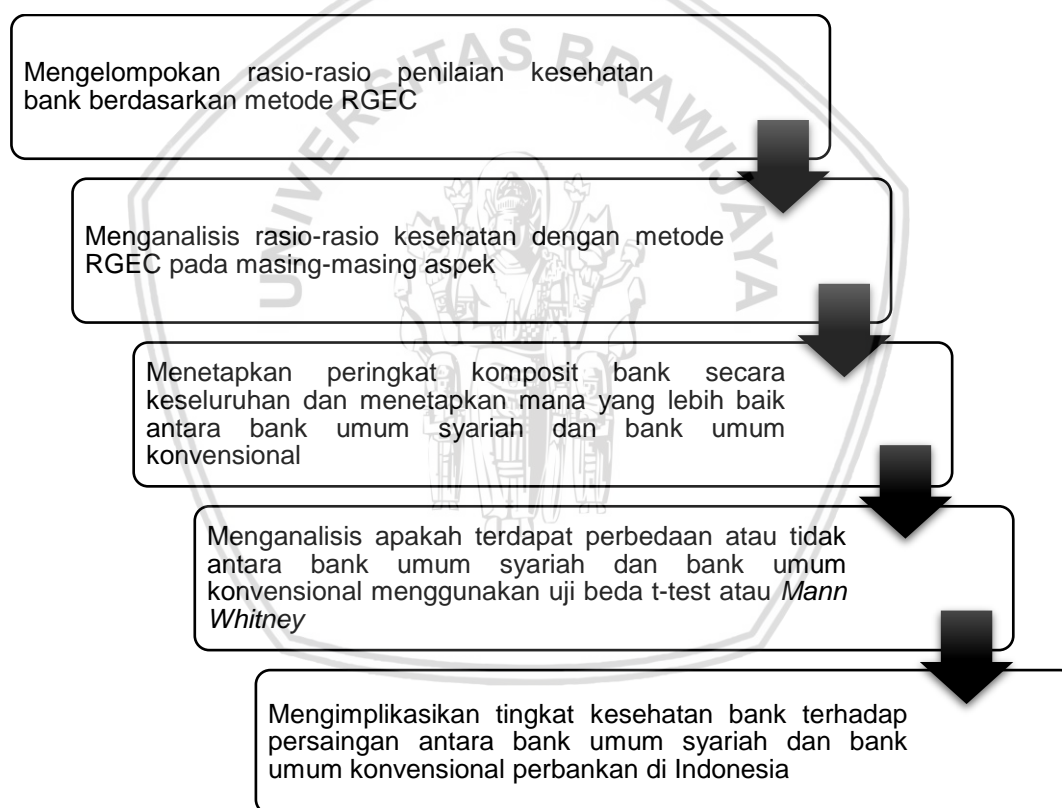 UNIVERSITAS BRAWIJAYA
Mengelompokan rasio-rasio penilaian kesehatan
bank berdasarkan metode RGEC
Menganalisis rasio-rasio kesehatan dengan metode
RGEC pada masing-masing aspek
Menetapkan peringkat komposit bank secara
keseluruhan dan menetapkan mana yang lebih baik
antara bank umum syariah dan bank umum
konvensional
Menganalisis apakah terdapat perbedaan atau tidak
antara bank umum syariah dan bank umum
konvensional menggunakan uji beda t-test atau Mann
Whitney
Mengimplikasikan tingkat kesehatan bank terhadap
persaingan antara bank umum syariah dan bank
umum konvensional perbankan di Indonesia